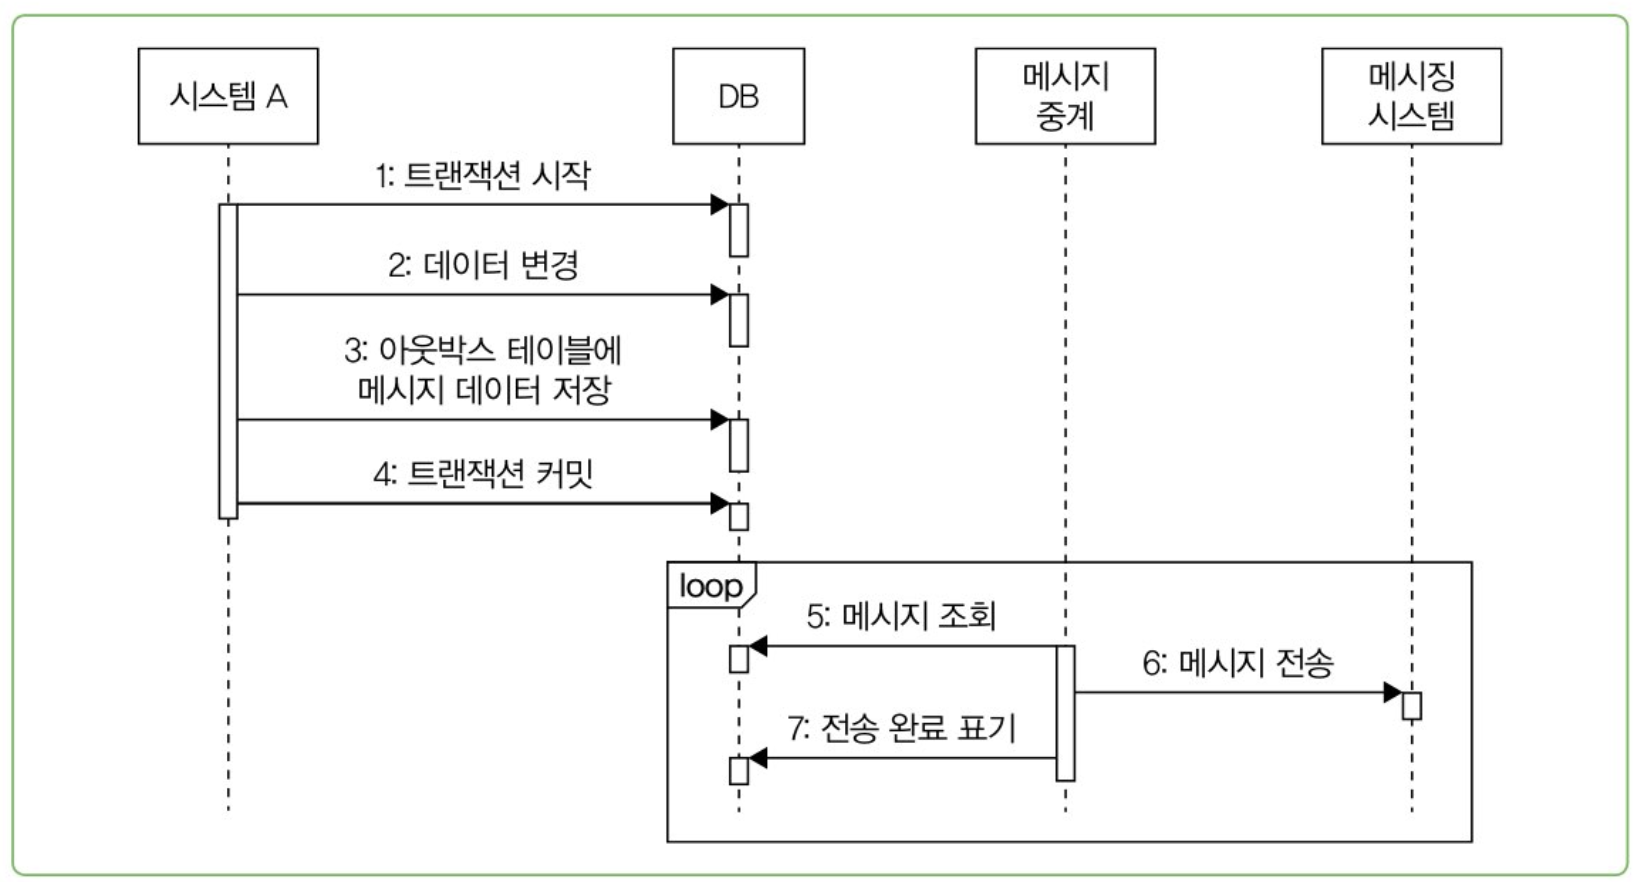 시스템 A
DB
메시지
중계
메시징
시스템
1: 트랜잭션 시작
2: 데이터 변경
3: 아웃박스 테이블에
메시지 데이터 저장
4: 트랜잭션 커밋
loop
5: 메시지 조회
6: 메시지 전송
7: 전송 완료 표기